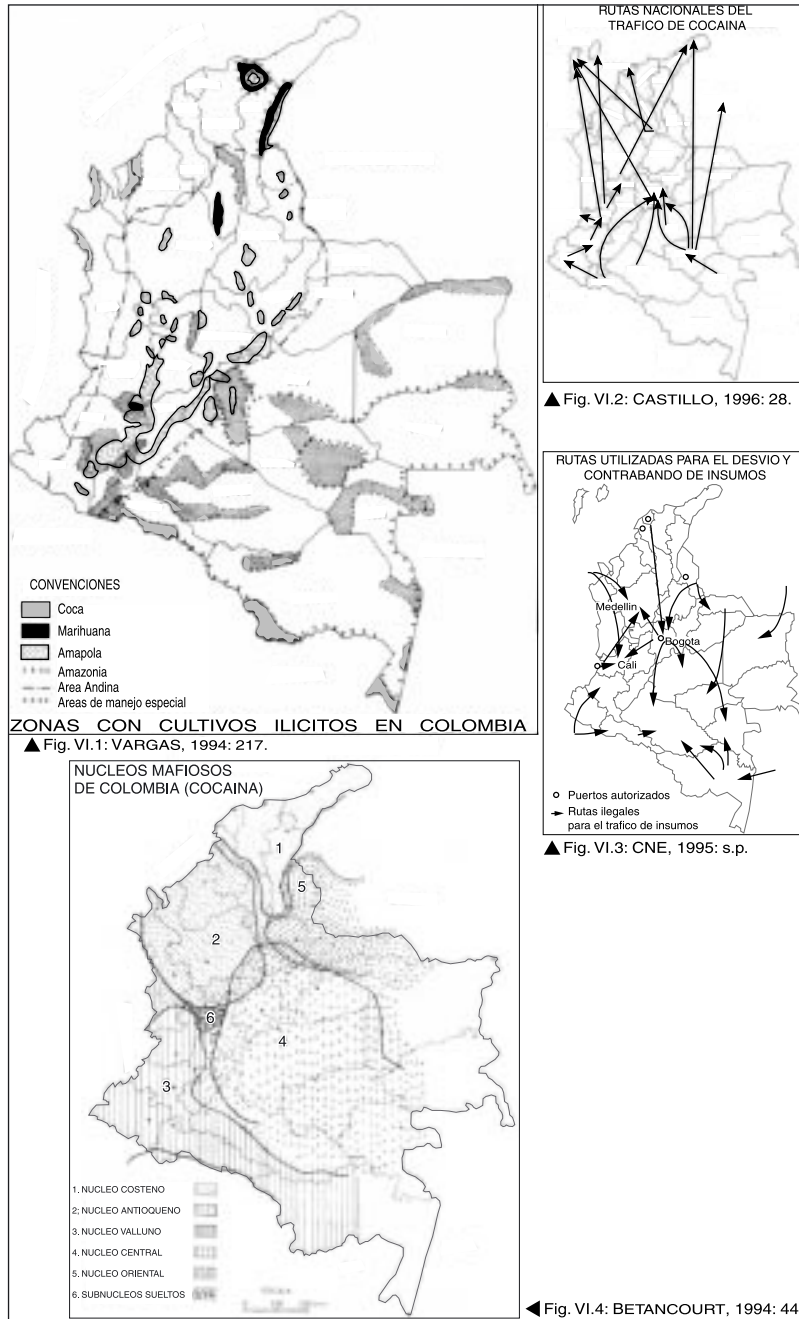 CONVENCIONES
Coca
Marihuana
Amapola
Amazonia
Area Andina
Areas de manejo especial
ZONAS CON CULTIVOS ILICITOS EN COLOMBIA
▲ Fig. VI.1: VARGAS, 1994: 217.
RUTAS NACIONALES DEL
TRAFICO DE COCAINA
▲ Fig. VI.2: CASTILLO, 1996: 28.
RUTAS UTILIZADAS PARA EL DESVIO Y
CONTRABANDO DE INSUMOS
Medellin
Bogota
Cali
Puertos autorizados
Rutas ilegales
para el trafico de insumos
▲ Fig. VI.3: CNE, 1995: s.p.
NUCLEOS MAFIOSOS
DE COLOMBIA (COCAINA)
1
5
2
6
4
3
1. NUCLEO COSTENO
2; NUCLEO ANTIOQUENO
3. NUCLEO VALLUNO
4. NUCLEO CENTRAL
5. NUCLEO ORIENTAL
6. SUBNUCLEOS SUELTOS
◀ Fig. VI.4: BETANCOURT, 1994: 44